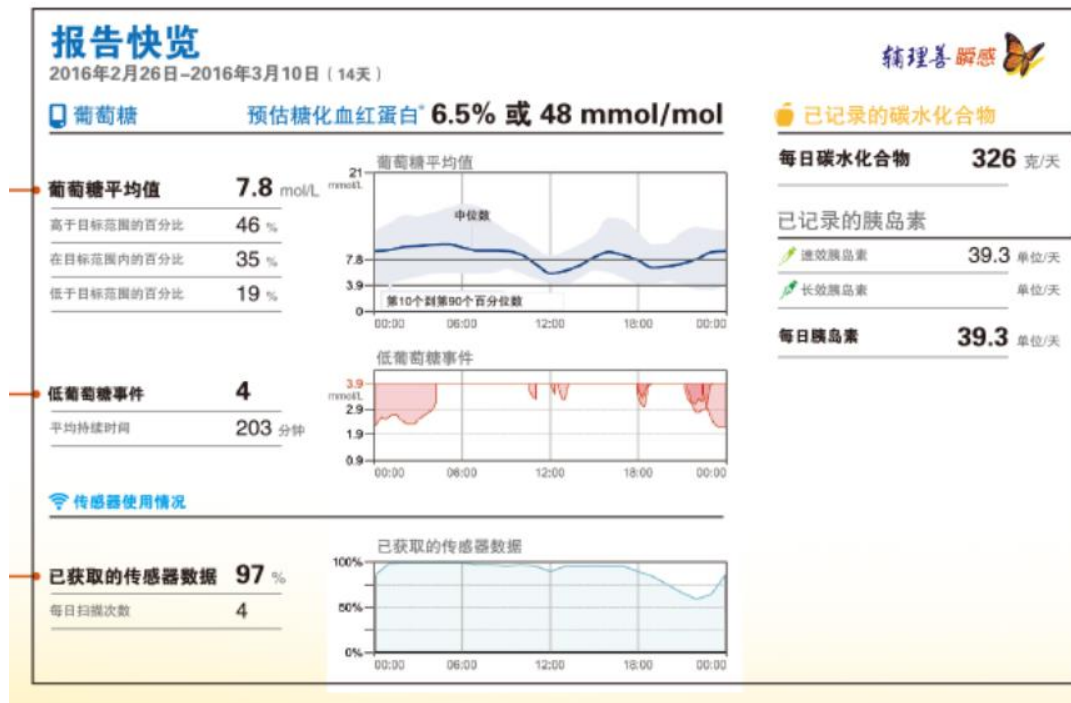 报告快览
2016年2月26日-2016年3月10日（14天）
辅理善瞬感
葡萄糖
预估糖化血红蛋白* 6.5% 或 48 mmol/mol
葡萄糖平均值 7.8 mol/L
高于目标范围的百分比 46 %
在目标范围内的百分比 35 %
低于目标范围的百分比 19 %
葡萄糖平均值
21
mmol/L
中位数
7.8
3.9
第10个到第90个百分位数
0
00:00 06:00 12:00 18:00 00:00
低葡萄糖事件 4
平均持续时间 203 分钟
低葡萄糖事件
3.9
mmol/L
2.9
1.9
0.9
00:00 06:00 12:00 18:00 00:00
传感器使用情况
已获取的传感器数据 97 %
每日扫描次数 4
已获取的传感器数据
100%
50%
0%
00:00 06:00 12:00 18:00 00:00
已记录的碳水化合物
每日碳水化合物 326 克/天
已记录的胰岛素
速效胰岛素 39.3 单位/天
长效胰岛素 单位/天
每日胰岛素 39.3 单位/天